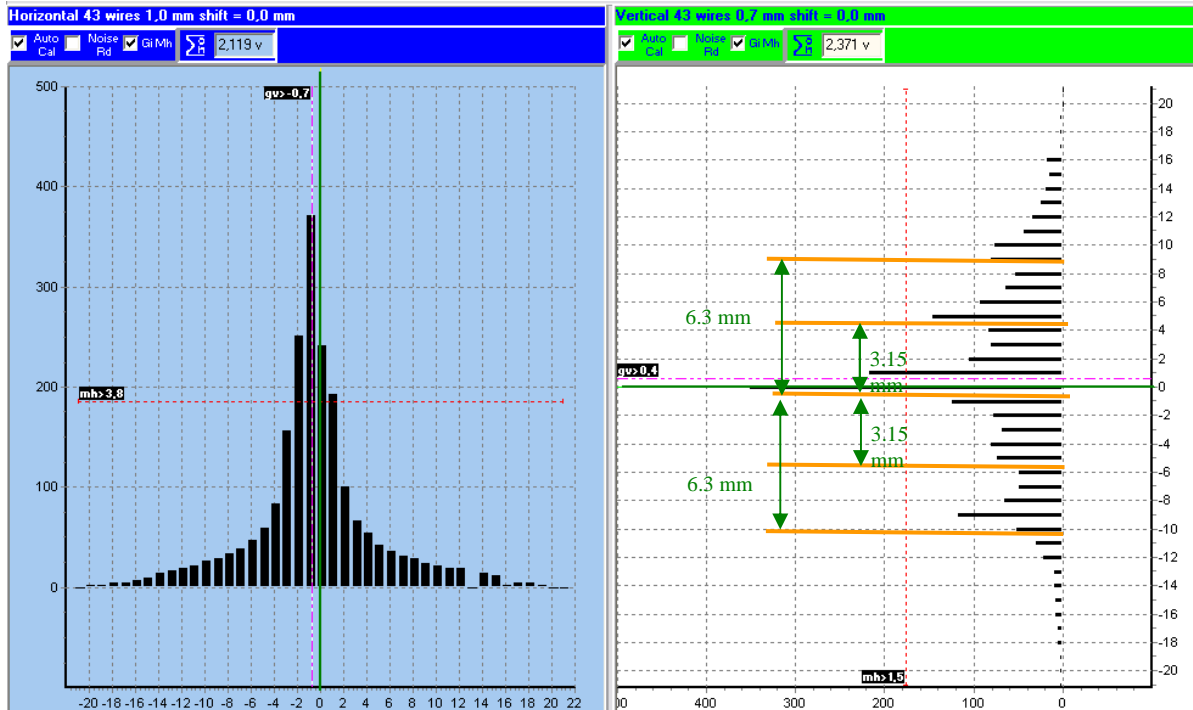 Horizontal 43 wires 1,0 mm shift = 0,0 mm
Auto Cal Noise Rd Gi Mh 2,119 v
gv>-0,7
500
400
300
200
100
0
mh>3,8
-20 -18 -16 -14 -12 -10 -8 -6 -4 -2 0 2 4 6 8 10 12 14 16 18 20 22
Vertical 43 wires 0,7 mm shift = 0,0 mm
Auto Cal Noise Rd Gi Mh 2,371 v
20
18
16
14
12
10
8
6
4
2
0
-2
-4
-6
-8
-10
-12
-14
-16
-18
-20
6.3 mm
3.15
mm
gv>0,4
3.15
mm
6.3 mm
mh>1,5
500 400 300 200 100 0